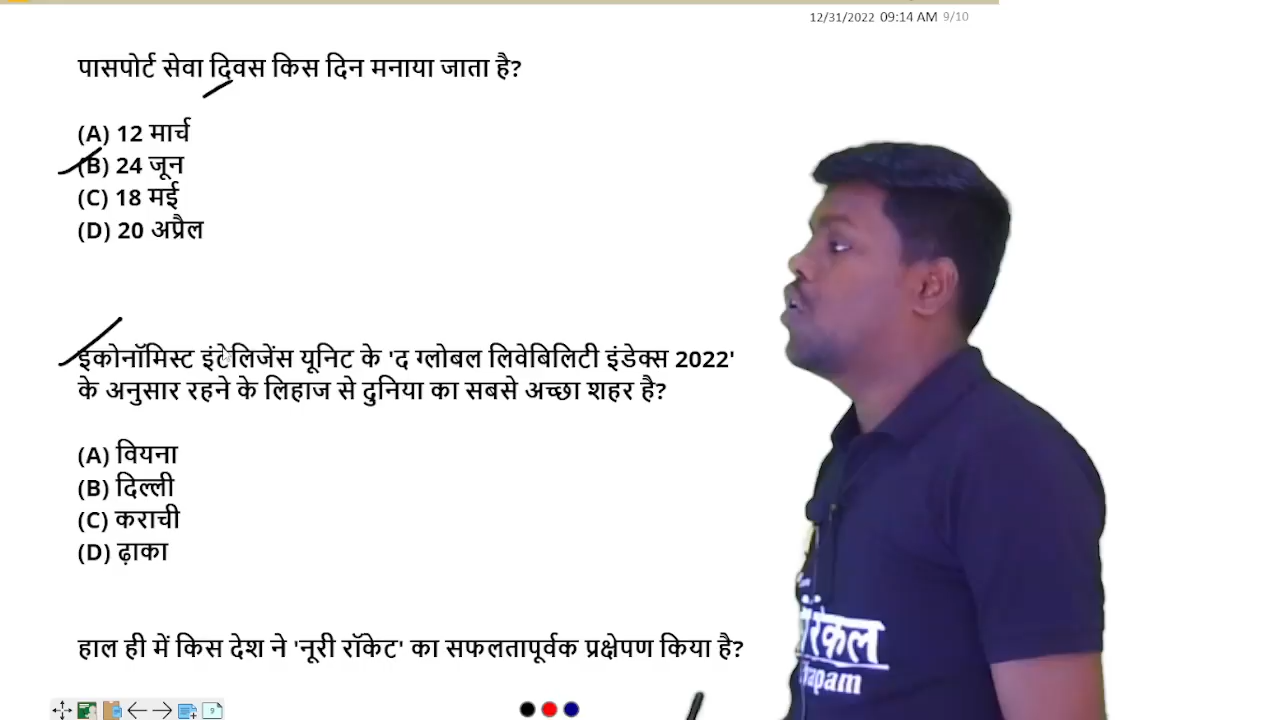 12/31/2022 09:14 AM 9/10
पासपोर्ट सेवा दिवस किस दिन मनाया जाता है?
(A) 12 मार्च
(B) 24 जून
(C) 18 मई
(D) 20 अप्रैल
इकोनॉमिस्ट इंटेलिजेंस यूनिट के 'द ग्लोबल लिवेबिलिटी इंडेक्स 2022'
के अनुसार रहने के लिहाज से दुनिया का सबसे अच्छा शहर है?
(A) वियना
(B) दिल्ली
(C) कराची
(D) ढ़ाका
हाल ही में किस देश ने 'नूरी रॉकेट' का सफलतापूर्वक प्रक्षेपण किया है?
9